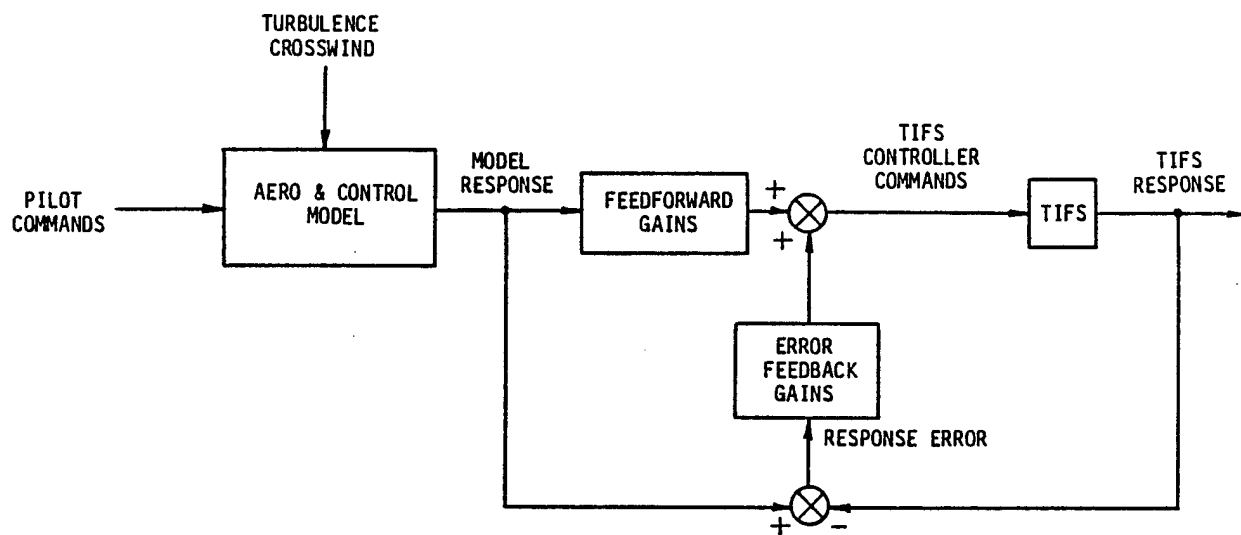 TURBULENCE
CROSSWIND
PILOT
COMMANDS
AERO & CONTROL
MODEL
MODEL
RESPONSE
FEEDFORWARD
GAINS
+
+
TIFS
CONTROLLER
COMMANDS
TIFS
TIFS
RESPONSE
ERROR
FEEDBACK
GAINS
RESPONSE ERROR
+
-